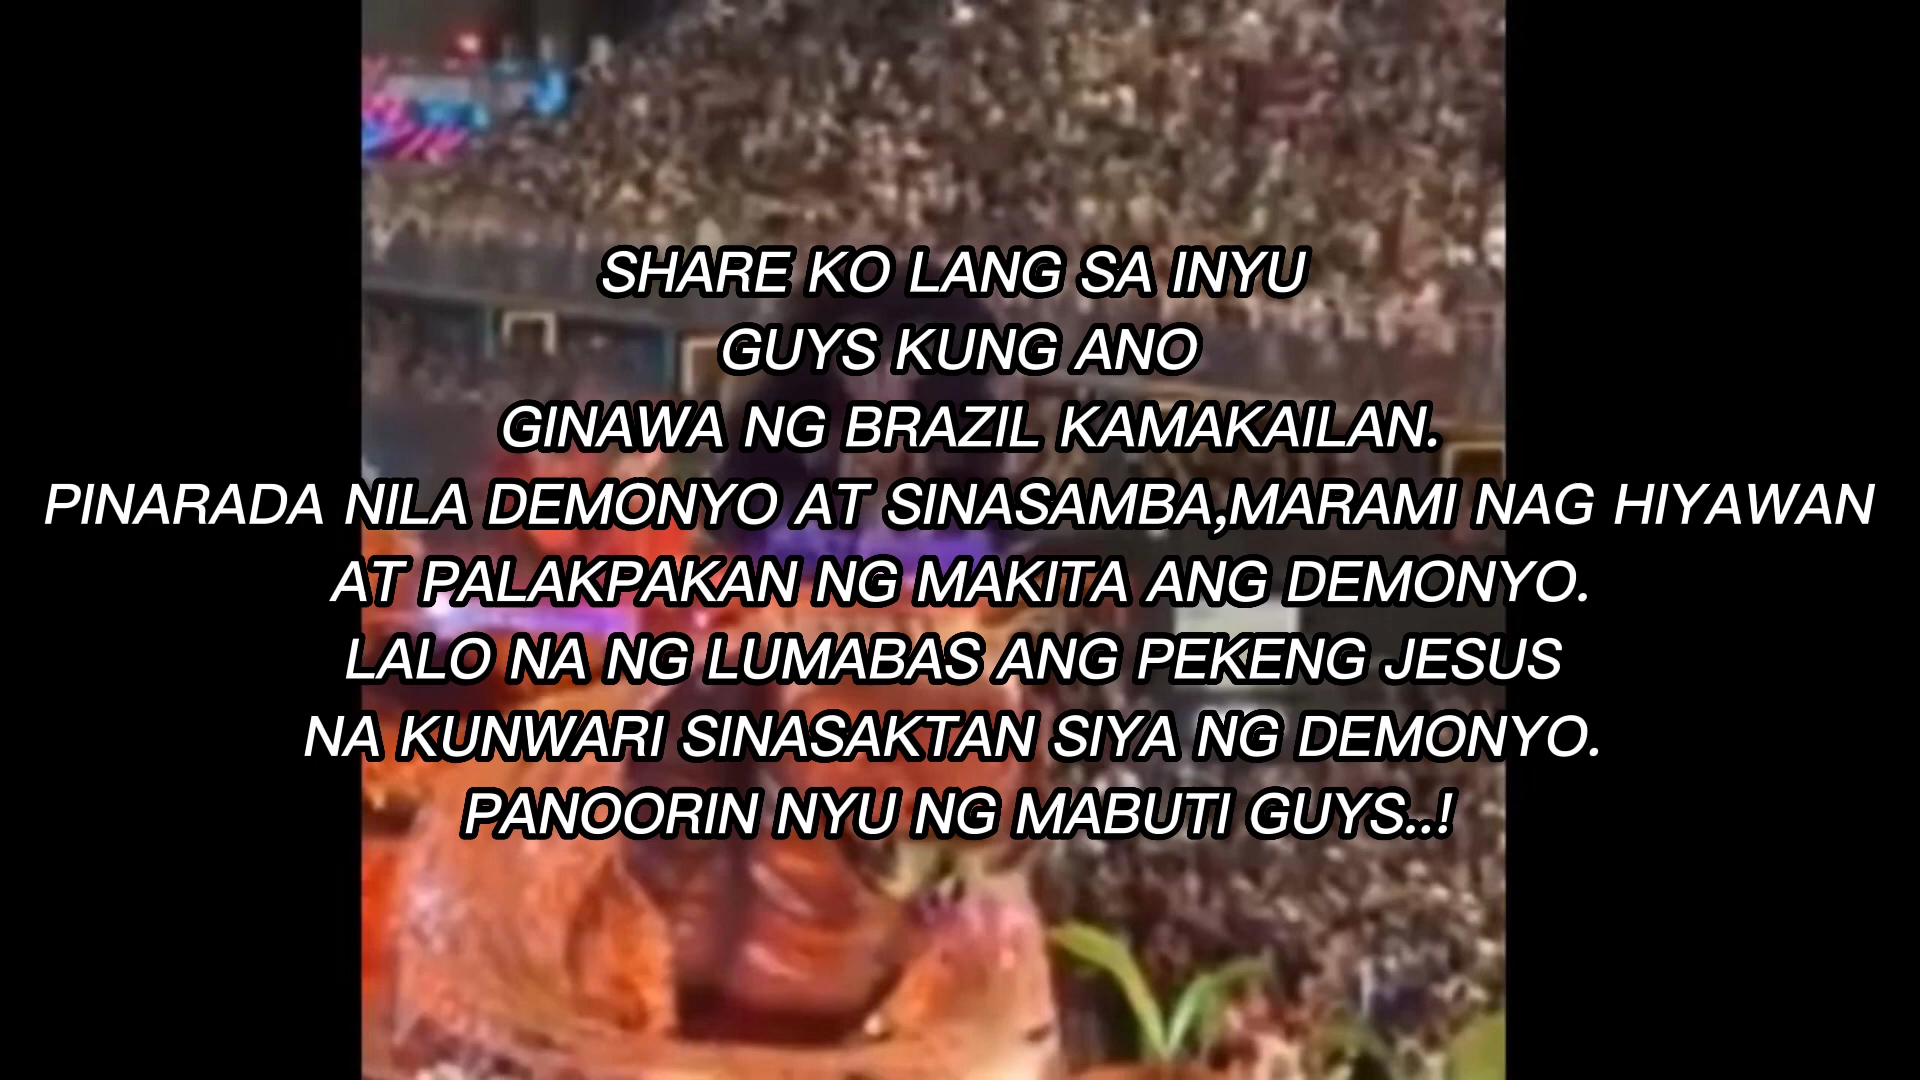 SHARE KO LANG SA INYU
GUYS KUNG ANO
GINAWA NG BRAZIL KAMAKAILAN.
PINARADA NILA DEMONYO AT SINASAMBA,MARAMI NAG HIYAWAN
AT PALAKPAKAN NG MAKITA ANG DEMONYO.
LALO NA NG LUMABAS ANG PEKENG JESUS
NA KUNWARI SINASAKTAN SIYA NG DEMONYO.
PANOORIN NYU NG MABUTI GUYS..!